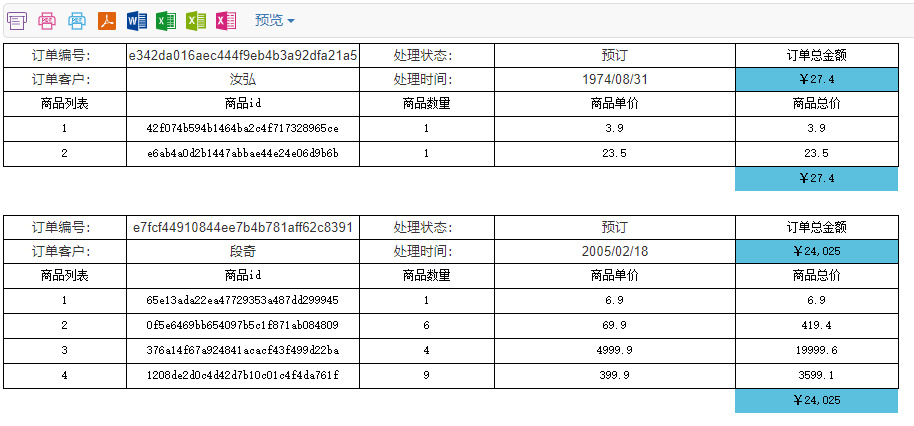 预览
订单编号: e342da016aec444f9eb4b3a92dfa21a5 处理状态: 预订 订单总金额
订单客户: 汝弘 处理时间: 1974/08/31 ¥27.4
商品列表 商品id 商品数量 商品单价 商品总价
1 42f074b594b1464ba2c4f717328965ce 1 3.9 3.9
2 e6ab4a0d2b1447abbae44e24e06d9b6b 1 23.5 23.5
¥27.4
订单编号: e7fcf44910844ee7b4b781aff62c8391 处理状态: 预订 订单总金额
订单客户: 段奇 处理时间: 2005/02/18 ¥24,025
商品列表 商品id 商品数量 商品单价 商品总价
1 65e13ada22ea47729353a487dd299945 1 6.9 6.9
2 0f5e6469bb654097b5c1f871ab084809 6 69.9 419.4
3 376a14f67a924841acacf43f499d22ba 4 4999.9 19999.6
4 1208de2d0c4d42d7b10c01c4f4da761f 9 399.9 3599.1
¥24,025